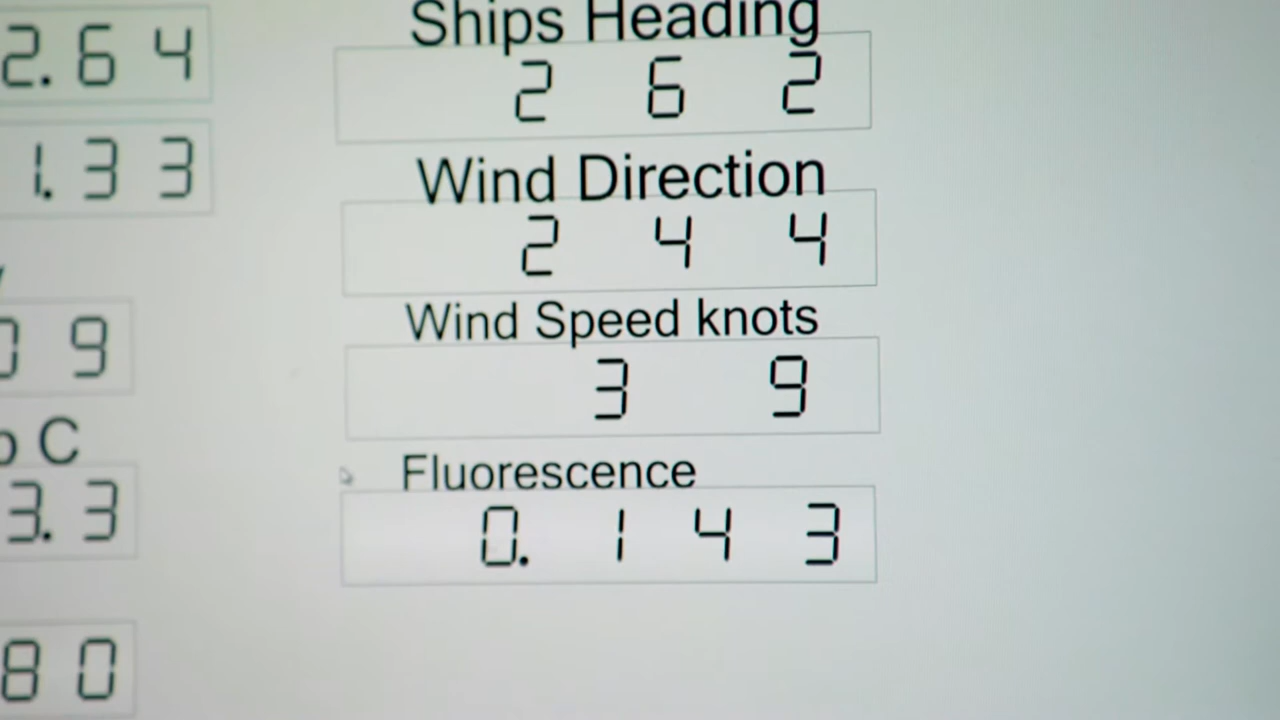 2.64
1.33
09
C
3.3
80
Ships Heading
262
Wind Direction
244
Wind Speed knots
39
Fluorescence
0.143